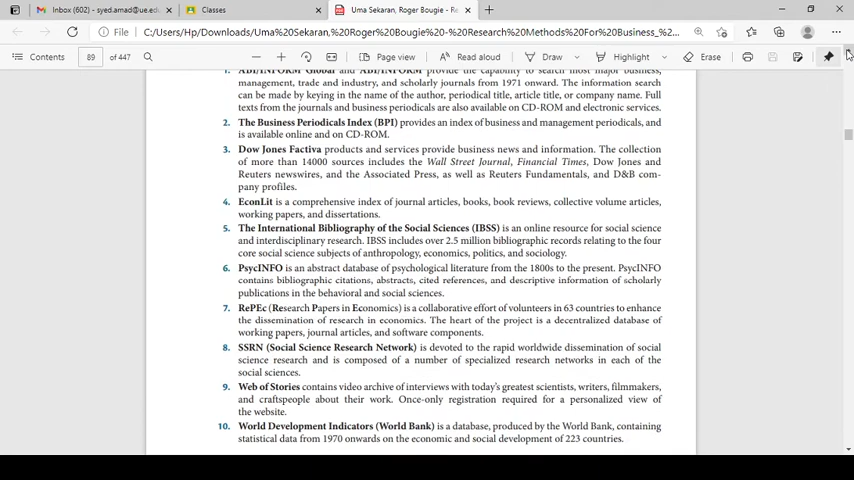 Inbox (602) - syed.amad@ue.ed
Classes
Uma Sekaran, Roger Bougie - Re
File
C:/Users/Hp/Downloads/Uma%20Sekaran,%20Roger%20Bougie%20-%20Research%20Methods%20For%20Business_%...
Contents
89
of 447
Page view
Read aloud
Draw
Highlight
Erase
1. ABI/INFORM Global and ABI/INFORM provide the capability to search most major business,
management, trade and industry, and scholarly journals from 1971 onward. The information search
can be made by keying in the name of the author, periodical title, article title, or company name. Full
texts from the journals and business periodicals are also available on CD-ROM and electronic services.
2. The Business Periodicals Index (BPI) provides an index of business and management periodicals, and
is available online and on CD-ROM.
3. Dow Jones Factiva products and services provide business news and information. The collection
of more than 14000 sources includes the Wall Street Journal, Financial Times, Dow Jones and
Reuters newswires, and the Associated Press, as well as Reuters Fundamentals, and D&B com-
pany profiles.
4. EconLit is a comprehensive index of journal articles, books, book reviews, collective volume articles,
working papers, and dissertations.
5. The International Bibliography of the Social Sciences (IBSS) is an online resource for social science
and interdisciplinary research. IBSS includes over 2.5 million bibliographic records relating to the four
core social science subjects of anthropology, economics, politics, and sociology.
6. PsycINFO is an abstract database of psychological literature from the 1800s to the present. PsycINFO
contains bibliographic citations, abstracts, cited references, and descriptive information of scholarly
publications in the behavioral and social sciences.
7. RePEc (Research Papers in Economics) is a collaborative effort of volunteers in 63 countries to enhance
the dissemination of research in economics. The heart of the project is a decentralized database of
working papers, journal articles, and software components.
8. SSRN (Social Science Research Network) is devoted to the rapid worldwide dissemination of social
science research and is composed of a number of specialized research networks in each of the
social sciences.
9. Web of Stories contains video archive of interviews with today's greatest scientists, writers, filmmakers,
and craftspeople about their work. Once-only registration required for a personalized view of
the website.
10. World Development Indicators (World Bank) is a database, produced by the World Bank, containing
statistical data from 1970 onwards on the economic and social development of 223 countries.